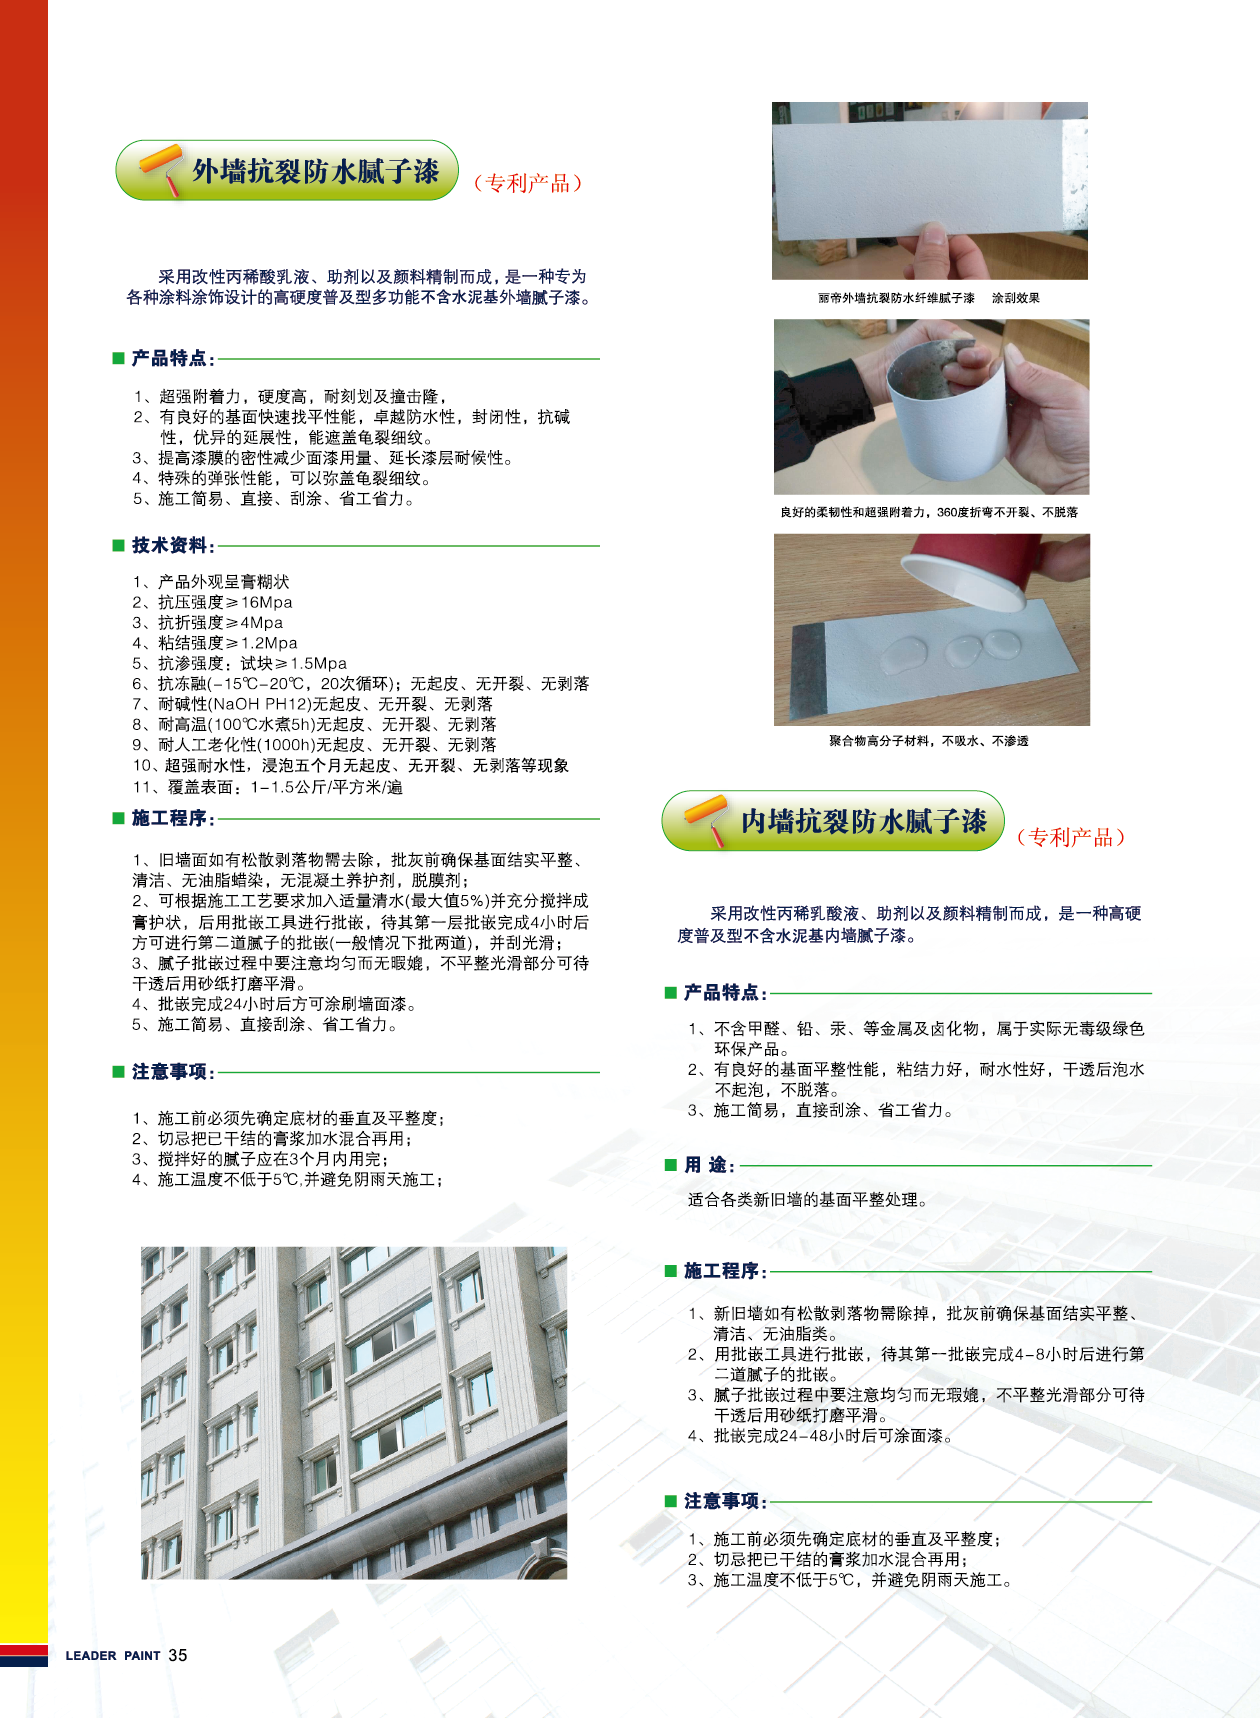 外墙抗裂防水腻子漆
（专利产品）
采用改性丙稀酸乳液、助剂以及颜料精制而成，是一种专为
各种涂料涂饰设计的高硬度普及型多功能不含水泥基外墙腻子漆。
产品特点：
1、超强附着力，硬度高，耐刻划及撞击隆，
2、有良好的基面快速找平性能，卓越防水性，封闭性，抗碱
性，优异的延展性，能遮盖龟裂细纹。
3、提高漆膜的密性减少面漆用量、延长漆层耐候性。
4、特殊的弹张性能，可以弥盖龟裂细纹。
5、施工简易、直接、刮涂、省工省力。
技术资料：
1、产品外观呈膏糊状
2、抗压强度≥16Mpa
3、抗折强度≥4Mpa
4、粘结强度≥1.2Mpa
5、抗渗强度：试块≥1.5Mpa
6、抗冻融(-15℃-20℃，20次循环)；无起皮、无开裂、无剥落
7、耐碱性(NaOH PH12)无起皮、无开裂、无剥落
8、耐高温(100℃水煮5h)无起皮、无开裂、无剥落
9、耐人工老化性(1000h)无起皮、无开裂、无剥落
10、超强耐水性，浸泡五个月无起皮、无开裂、无剥落等现象
11、覆盖表面：1-1.5公斤/平方米/遍
施工程序：
1、旧墙面如有松散剥落物需去除，批灰前确保基面结实平整、
清洁、无油脂蜡染，无混凝土养护剂，脱膜剂；
2、可根据施工工艺要求加入适量清水(最大值5%)并充分搅拌成
膏护状，后用批嵌工具进行批嵌，待其第一层批嵌完成4小时后
方可进行第二道腻子的批嵌(一般情况下批两道)，并刮光滑；
3、腻子批嵌过程中要注意均匀而无暇媲，不平整光滑部分可待
干透后用砂纸打磨平滑。
4、批嵌完成24小时后方可涂刷墙面漆。
5、施工简易、直接刮涂、省工省力。
注意事项：
1、施工前必须先确定底材的垂直及平整度；
2、切忌把已干结的膏浆加水混合再用；
3、搅拌好的腻子应在3个月内用完；
4、施工温度不低于5℃,并避免阴雨天施工；
LEADER PAINT 35
丽帝外墙抗裂防水纤维腻子漆 涂刮效果
良好的柔韧性和超强附着力，360度折弯不开裂、不脱落
聚合物高分子材料，不吸水、不渗透
内墙抗裂防水腻子漆
（专利产品）
采用改性丙稀乳酸液、助剂以及颜料精制而成，是一种高硬
度普及型不含水泥基内墙腻子漆。
产品特点：
1、不含甲醛、铅、汞、等金属及卤化物，属于实际无毒级绿色
环保产品。
2、有良好的基面平整性能，粘结力好，耐水性好，干透后泡水
不起泡，不脱落。
3、施工简易，直接刮涂、省工省力。
用 途：
适合各类新旧墙的基面平整处理。
施工程序：
1、新旧墙如有松散剥落物需除掉，批灰前确保基面结实平整、
清洁、无油脂类。
2、用批嵌工具进行批嵌，待其第一批嵌完成4-8小时后进行第
二道腻子的批嵌。
3、腻子批嵌过程中要注意均匀而无瑕媲，不平整光滑部分可待
干透后用砂纸打磨平滑。
4、批嵌完成24-48小时后可涂面漆。
注意事项：
1、施工前必须先确定底材的垂直及平整度；
2、切忌把已干结的膏浆加水混合再用；
3、施工温度不低于5℃，并避免阴雨天施工。